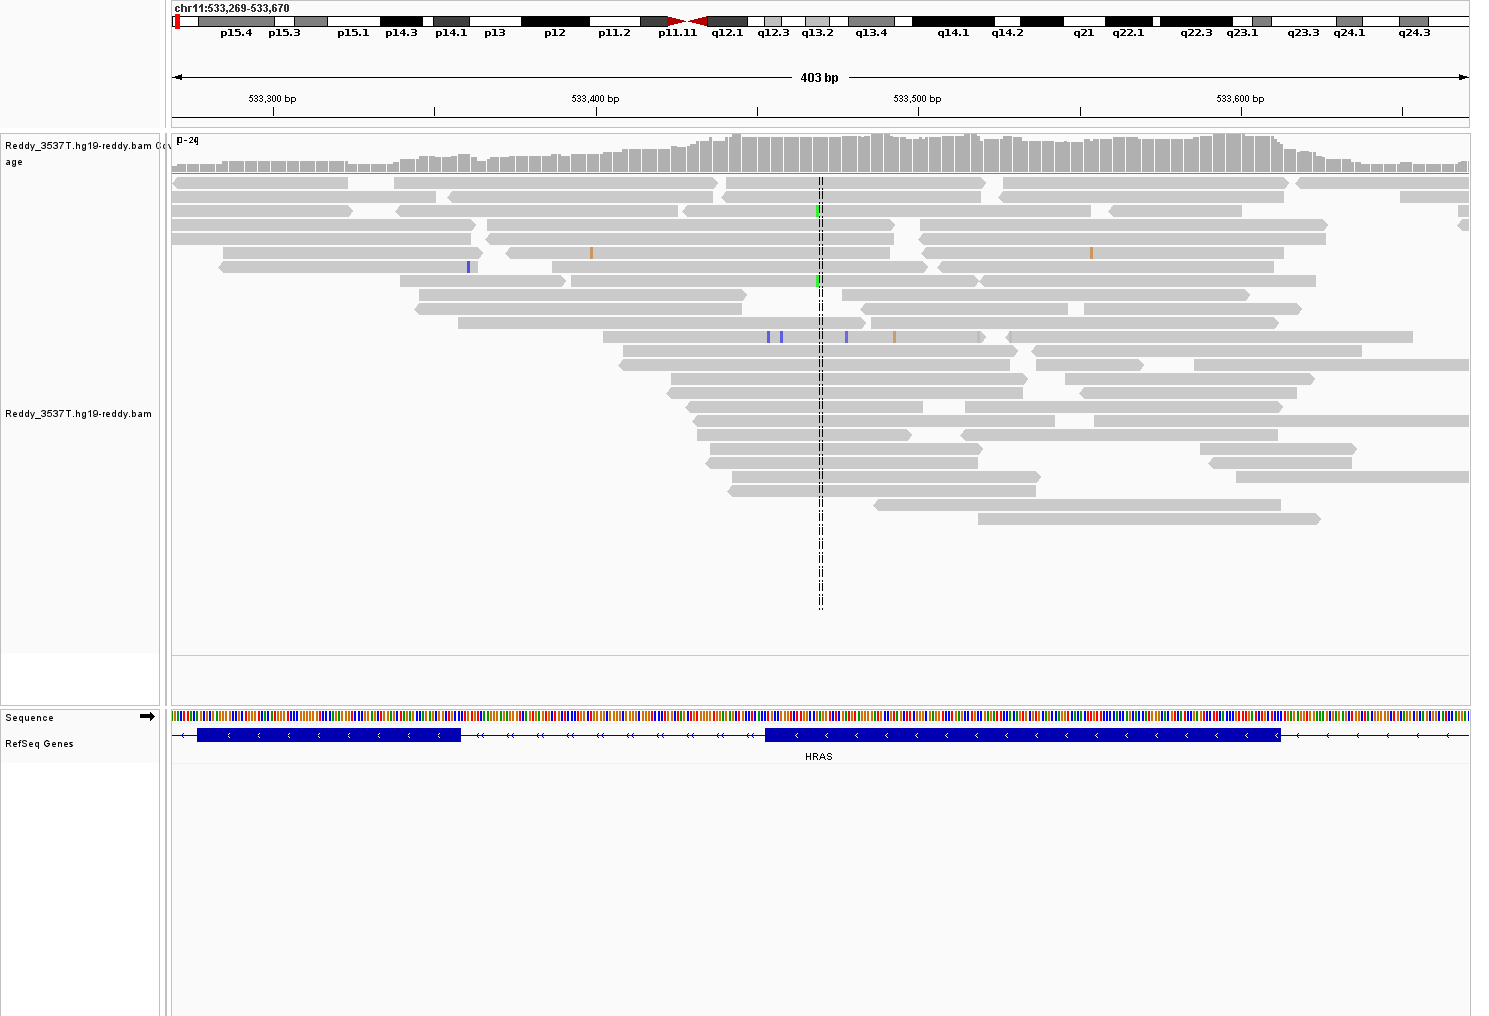 chr11:533,269-533,670
p15.4 p15.3 p15.1 p14.3 p14.1 p13 p12 p11.2 p11.11 q12.1 q12.3 q13.2 q13.4 q14.1 q14.2 q21 q22.1 q22.3 q23.1 q23.3 q24.1 q24.3
403 bp
533,300 bp 533,400 bp 533,500 bp 533,600 bp
Reddy_3537T.hg19-reddy.bam Cov
age
[0-24]
Reddy_3537T.hg19-reddy.bam
Sequence
RefSeq Genes
HRAS